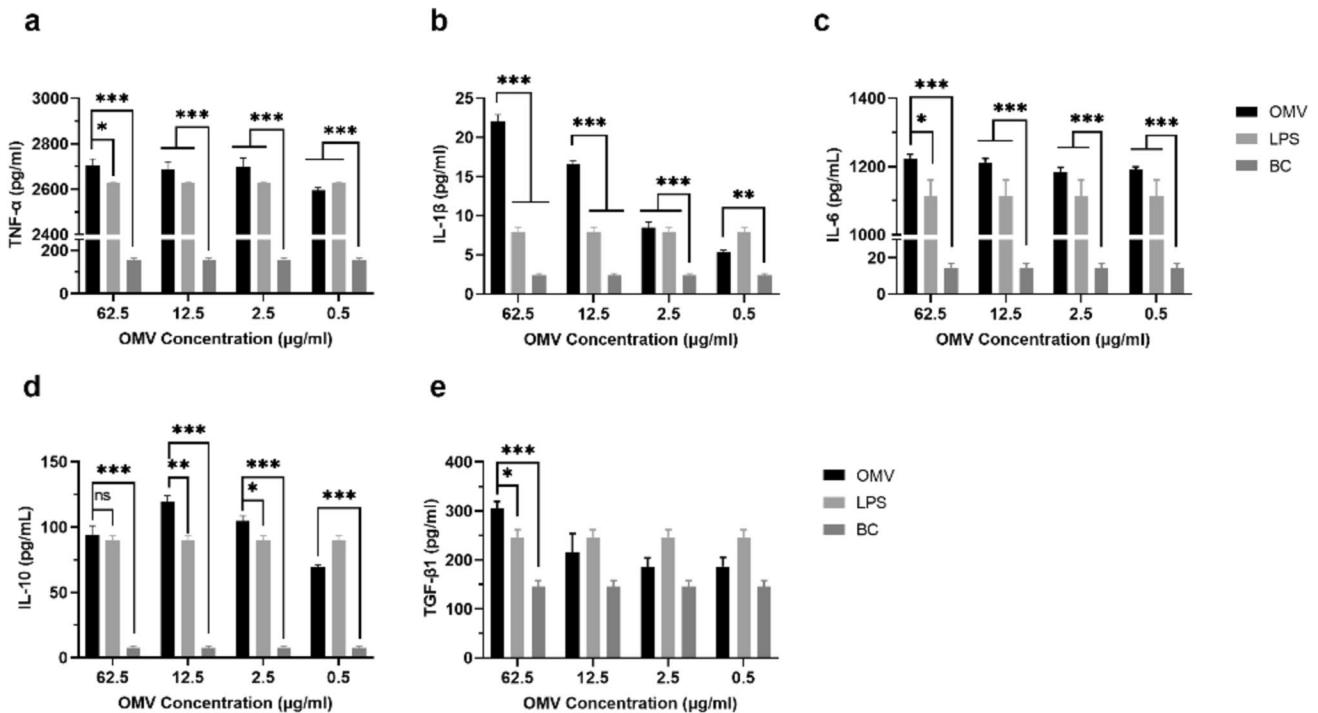 a
***
*
TNF-α (pg/ml)
3000
2800
2600
2400
200
0
***
***
***
62.5 12.5 2.5 0.5
OMV Concentration (µg/ml)
b
***
***
***
**
IL-1β (pg/ml)
25
20
15
10
5
0
62.5 12.5 2.5 0.5
OMV Concentration (µg/ml)
c
***
*
***
***
***
IL-6 (pg/mL)
1400
1200
1000
20
0
62.5 12.5 2.5 0.5
OMV Concentration (µg/ml)
OMV
LPS
BC
d
***
ns
***
**
***
*
***
IL-10 (pg/mL)
150
100
50
0
62.5 12.5 2.5 0.5
OMV Concentration (µg/ml)
e
***
*
TGF-β1 (pg/ml)
400
300
200
100
0
62.5 12.5 2.5 0.5
OMV Concentration (µg/ml)
OMV
LPS
BC